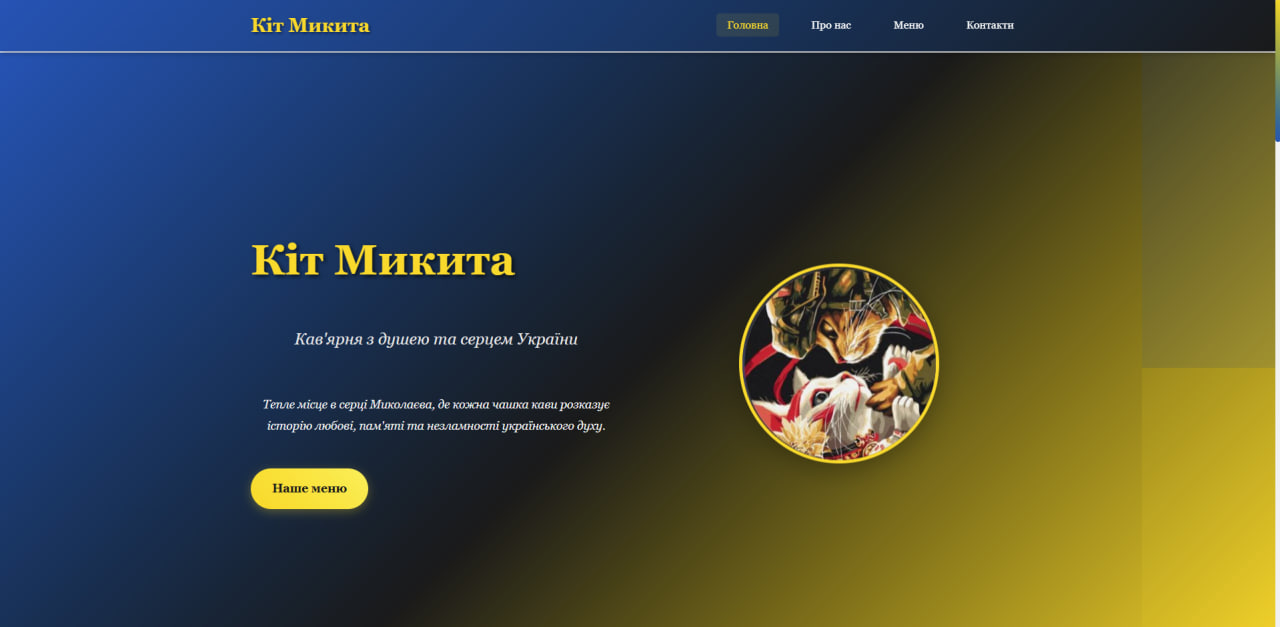 Кіт Микита
Головна
Про нас
Меню
Контакти
Кіт Микита
Кав'ярня з душею та серцем України
Тепле місце в серці Миколаєва, де кожна чашка кави розказує
історію любові, пам'яті та незламності українського духу.
Наше меню